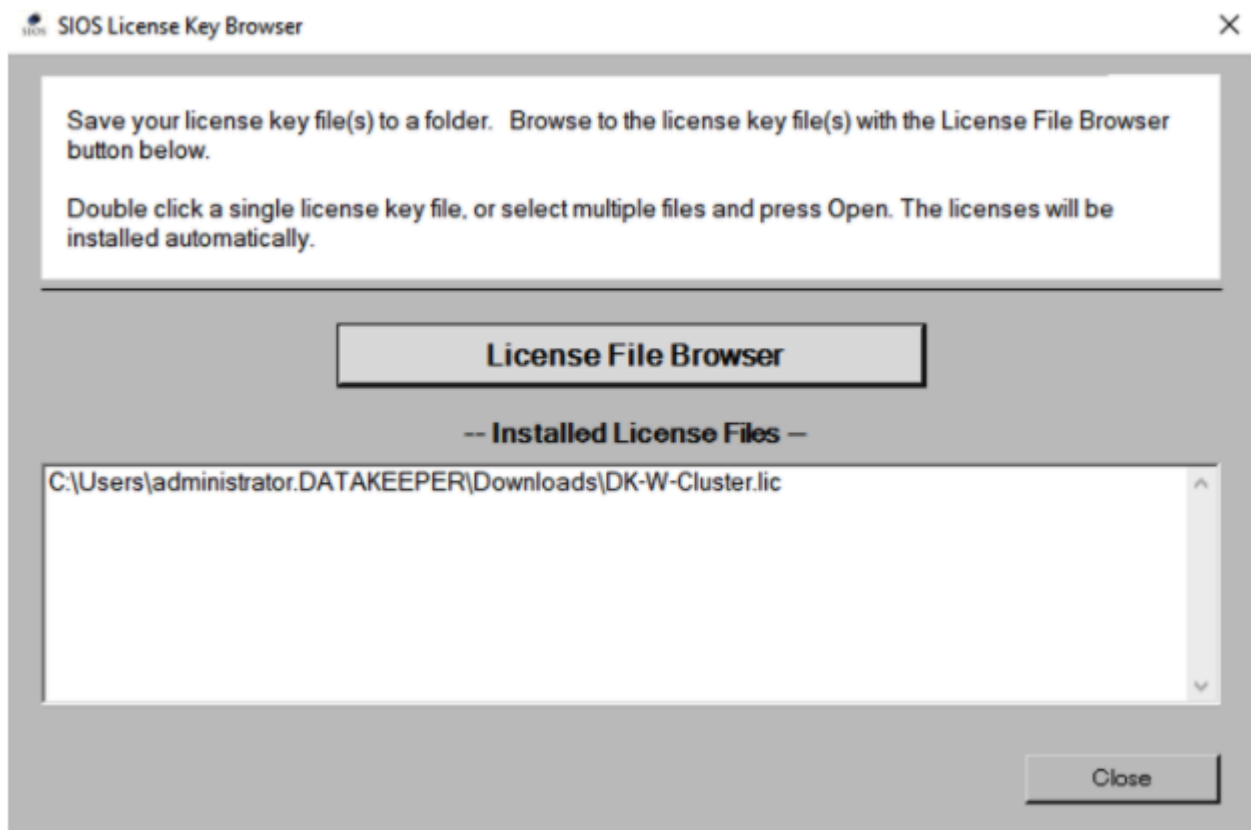 SIOS SIOS License Key Browser
Save your license key file(s) to a folder.  Browse to the license key file(s) with the License File Browser
button below.
Double click a single license key file, or select multiple files and press Open. The licenses will be
installed automatically.
License File Browser
-- Installed License Files --
C:\Users\administrator.DATAKEEPER\Downloads\DK-W-Cluster.lic
Close